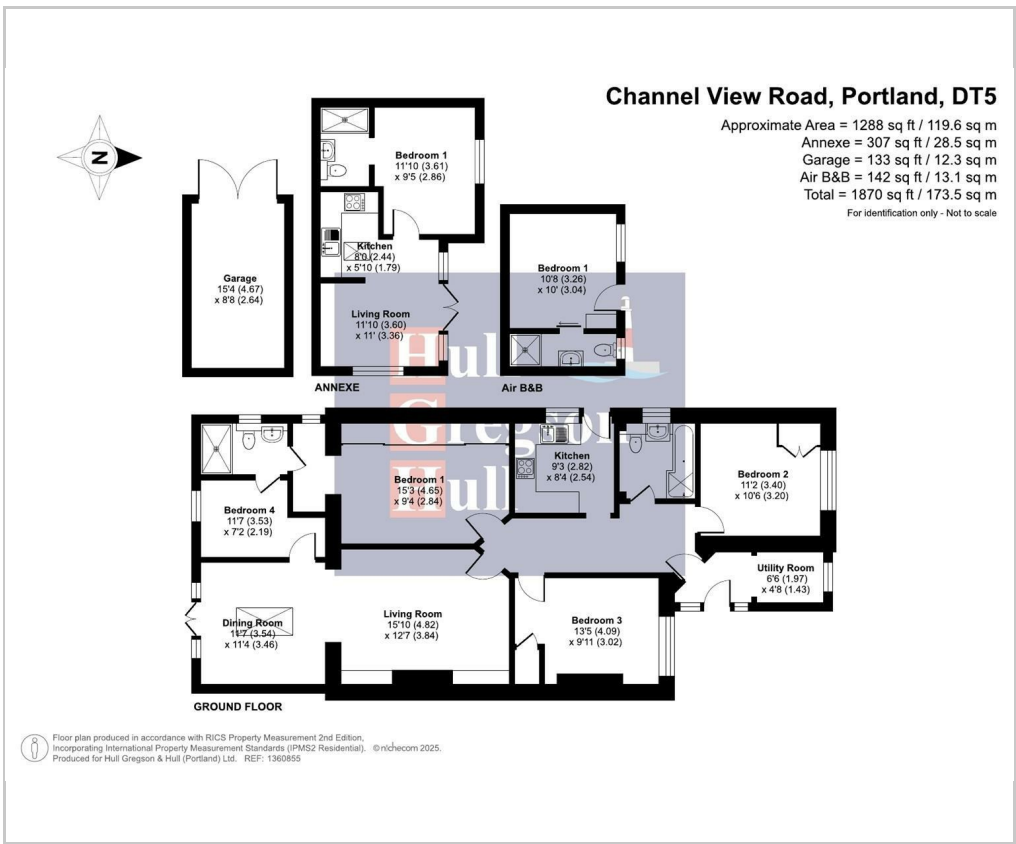 Channel View Road, Portland, DT5
Approximate Area = 1288 sq ft / 119.6 sq m
Annexe = 307 sq ft / 28.5 sq m
Garage = 133 sq ft / 12.3 sq m
Air B&B = 142 sq ft / 13.1 sq m
Total = 1870 sq ft / 173.5 sq m
For identification only - Not to scale
N
Bedroom 1
11'10 (3.61)
x 9'5 (2.86)
Kitchen
8'0 (2.44)
x 5'10 (1.79)
Living Room
11'10 (3.60)
x 11' (3.36)
ANNEXE
Garage
15'4 (4.67)
x 8'8 (2.64)
Bedroom 1
10'8 (3.26)
x 10' (3.04)
Air B&B
Hull
Gregson
Hull
Bedroom 1
15'3 (4.65)
x 9'4 (2.84)
Kitchen
9'3 (2.82)
x 8'4 (2.54)
Bedroom 2
11'2 (3.40)
x 10'6 (3.20)
Bedroom 4
11'7 (3.53)
x 7'2 (2.19)
Utility Room
6'6 (1.97)
x 4'8 (1.43)
Dining Room
11'7 (3.54)
x 11'4 (3.46)
Living Room
15'10 (4.82)
x 12'7 (3.84)
Bedroom 3
13'5 (4.09)
x 9'11 (3.02)
GROUND FLOOR
Floor plan produced in accordance with RICS Property Measurement 2nd Edition,
Incorporating International Property Measurement Standards (IPMS2 Residential). ©nichecom 2025.
Produced for Hull Gregson & Hull (Portland) Ltd. REF: 1360855